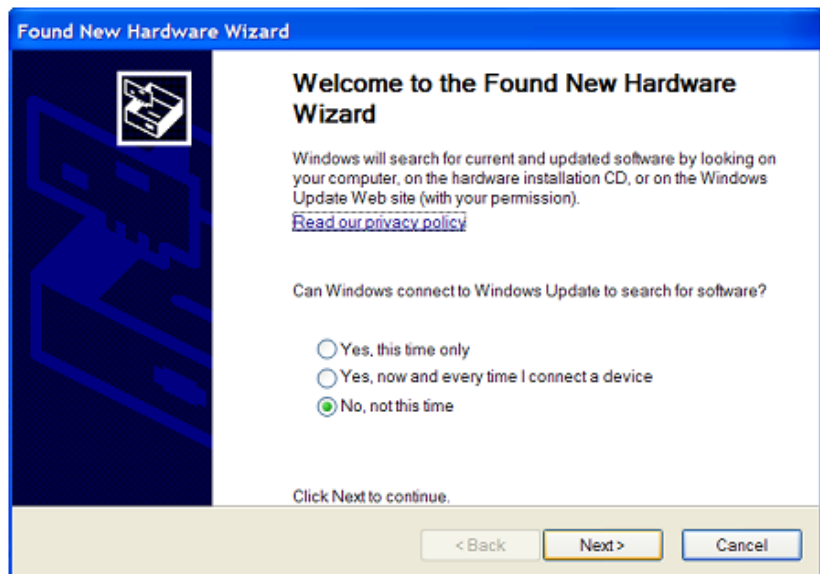 Found New Hardware Wizard
Welcome to the Found New Hardware
Wizard
Windows will search for current and updated software by looking on
your computer, on the hardware installation CD, or on the Windows
Update Web site (with your permission).
Read our privacy policy
Can Windows connect to Windows Update to search for software?
Yes, this time only
Yes, now and every time I connect a device
No, not this time
Click Next to continue.
< Back
Next >
Cancel